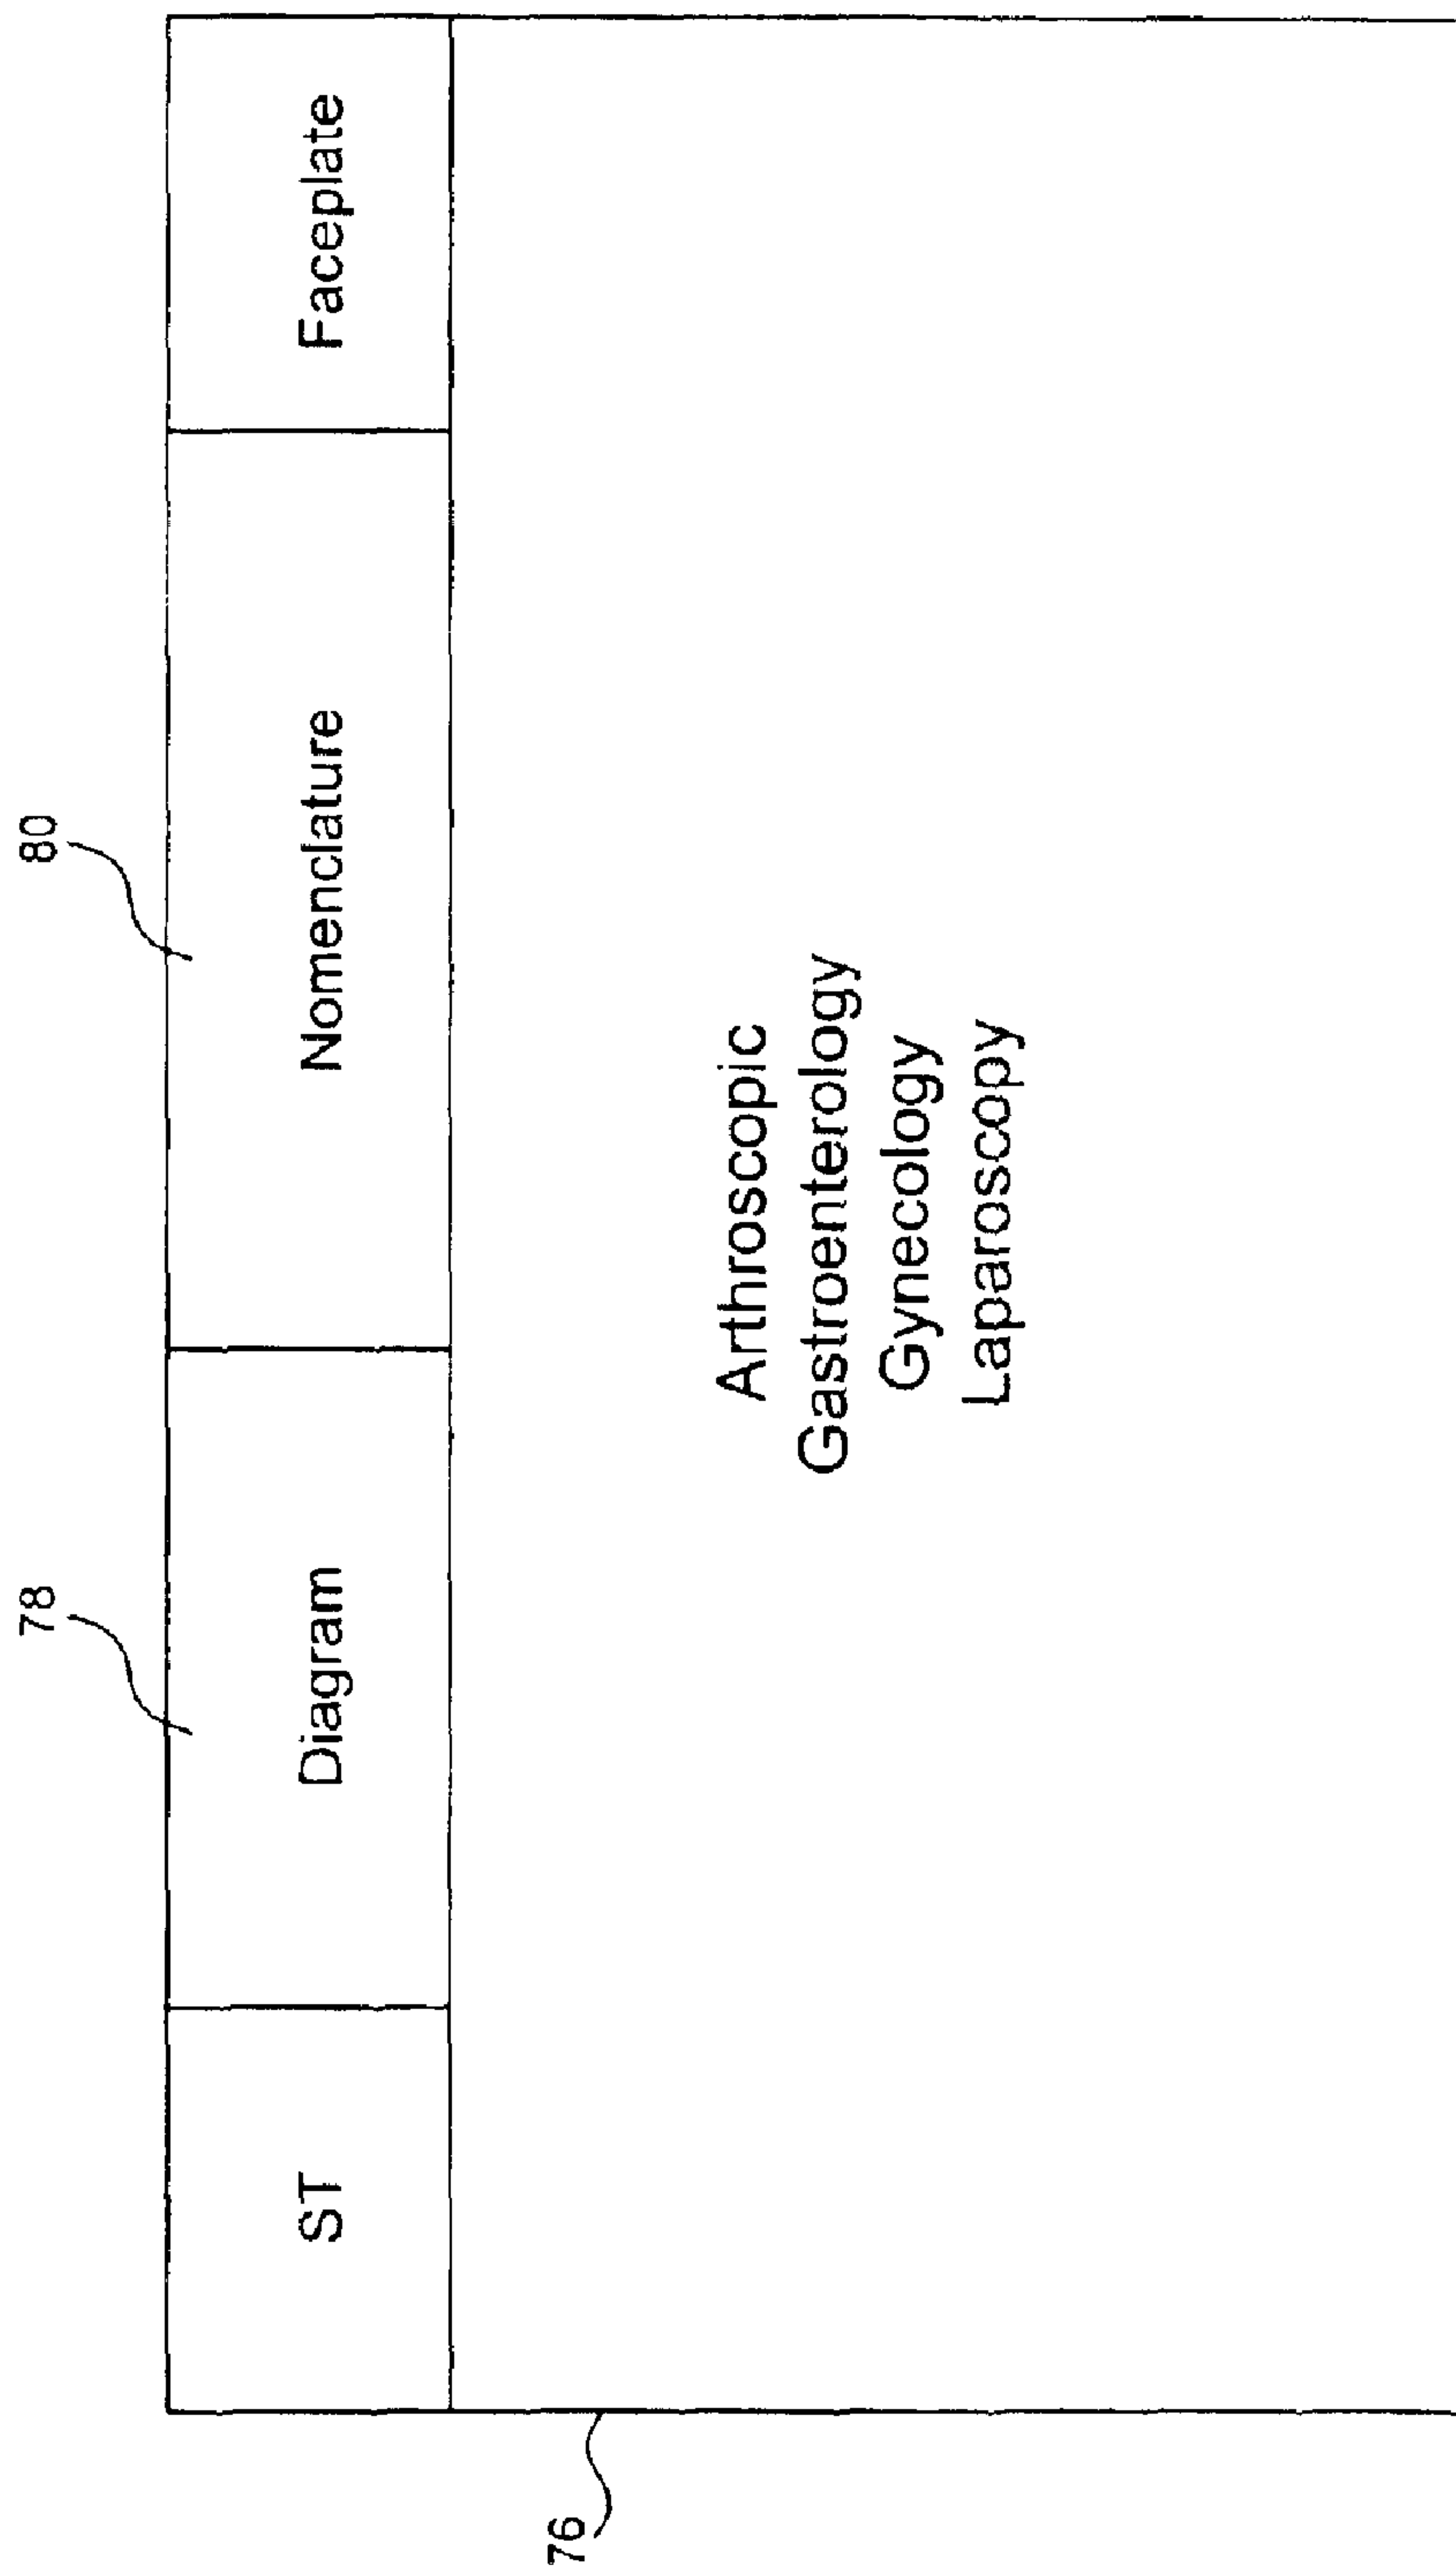 78
80
ST
Diagram
Nomenclature
Faceplate
76
Arthroscopic
Gastroenterology
Gynecology
Laparoscopy